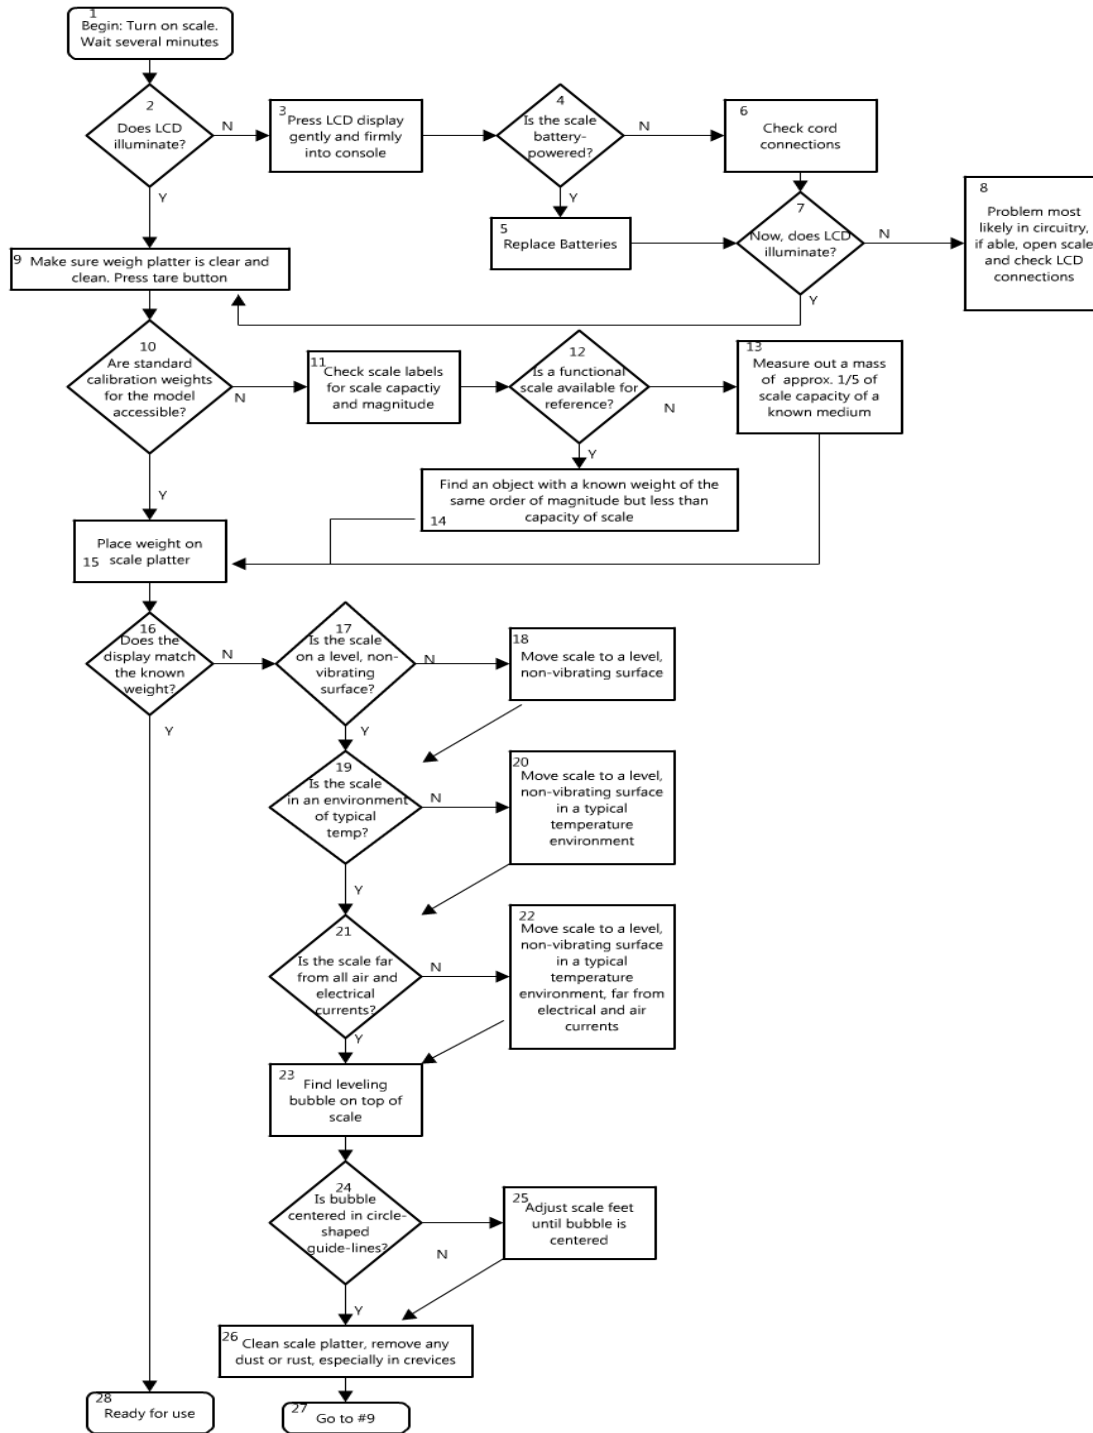 1
Begin: Turn on scale.
Wait several minutes
2
Does LCD
illuminate?
N
Y
3
Press LCD display
gently and firmly
into console
4
Is the scale
battery-
powered?
N
Y
5
Replace Batteries
6
Check cord
connections
7
Now, does LCD
illuminate?
N
Y
8
Problem most
likely in circuitry,
if able, open scale
and check LCD
connections
9
Make sure weigh platter is clear and
clean. Press tare button
10
Are standard
calibration weights
for the model
accessible?
N
Y
11
Check scale labels
for scale capactiy
and magnitude
12
Is a functional
scale available for
reference?
N
Y
13
Measure out a mass
of approx. 1/5 of
scale capacity of a
known medium
Find an object with a known weight of the
same order of magnitude but less than
capacity of scale
14
Place weight on
scale platter
15
16
Does the
display match
the known
weight?
N
Y
17
Is the scale
on a level, non-
vibrating
surface?
N
Y
18
Move scale to a level,
non-vibrating surface
19
Is the scale
in an environment
of typical
temp?
N
Y
20
Move scale to a level,
non-vibrating surface
in a typical
temperature
environment
21
Is the scale far
from all air and
electrical
currents?
N
Y
22
Move scale to a level,
non-vibrating surface
in a typical
temperature
environment, far from
electrical and air
currents
23
Find leveling
bubble on top of
scale
24
Is bubble
centered in circle-
shaped
guide-lines?
N
Y
25
Adjust scale feet
until bubble is
centered
26
Clean scale platter, remove any
dust or rust, especially in crevices
27
Go to #9
28
Ready for use